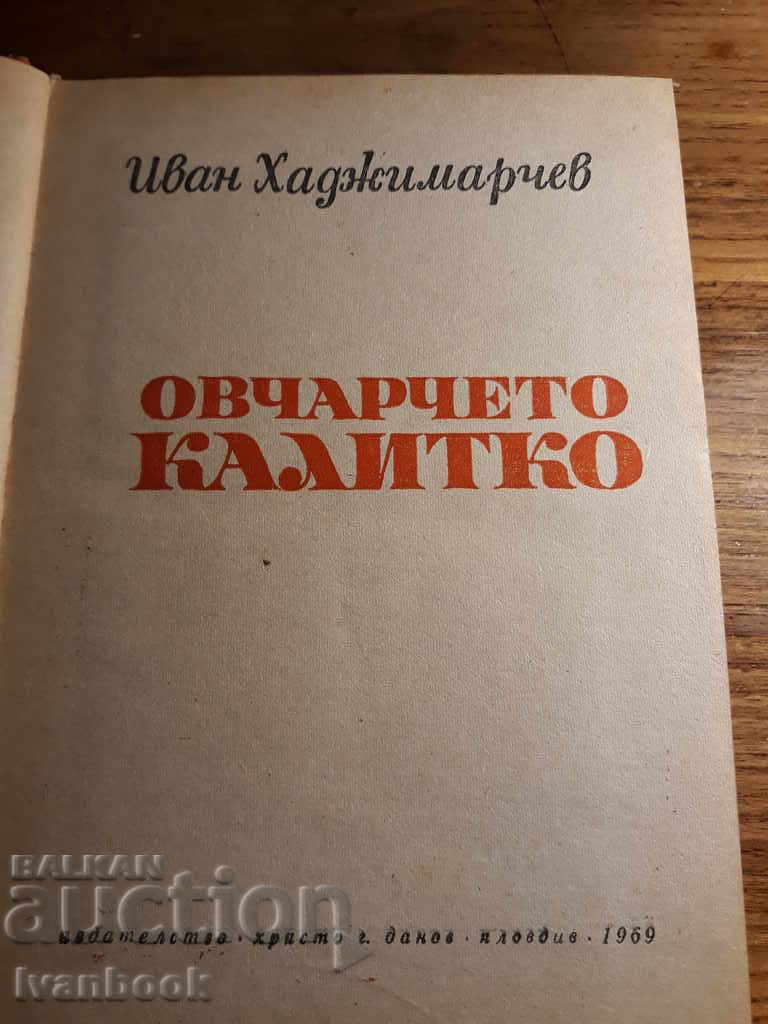 Иван Хаджимарчев
ОВЧАРЧЕТО
КАЛИТКО
BALKAN
auction
издателство · христо г. данов · пловдив · 1969
Ivanbook